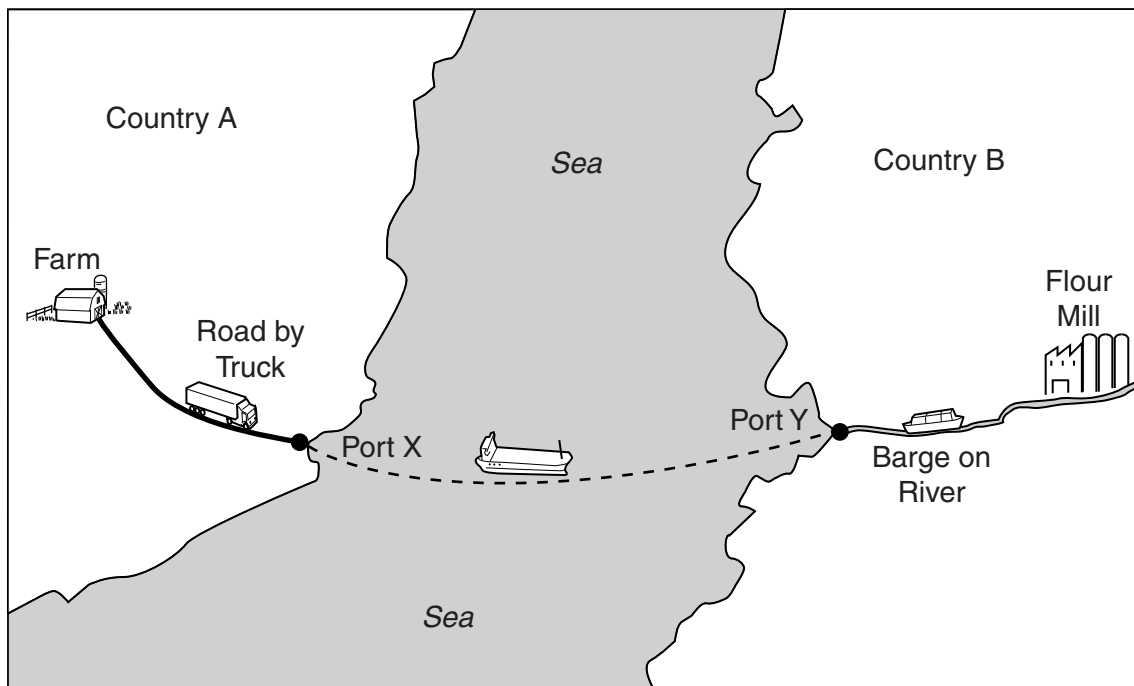 Country A
Sea
Country B
Farm
Flour
Mill
Road by
Truck
Port X
Port Y
Barge on
River
Sea